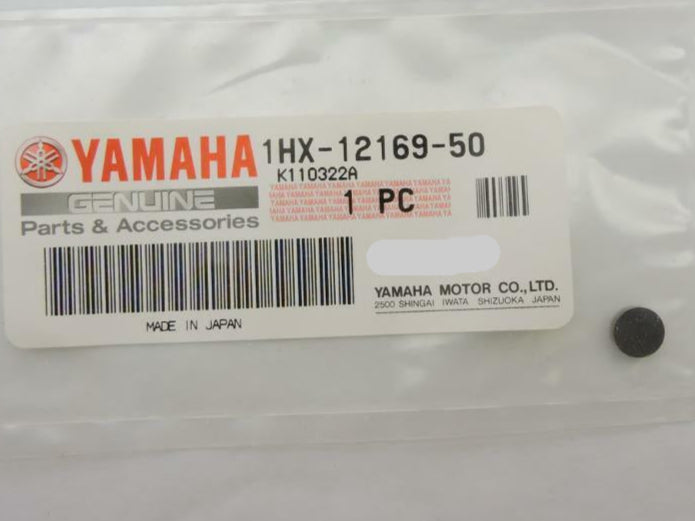 YAMAHA 1HX-12169-50
K110322A
GENUINE
Parts & Accessories
1 PC
YAMAHA MOTOR CO., LTD.
2500 SHINGAI IWATA SHIZUOKA JAPAN
MADE IN JAPAN